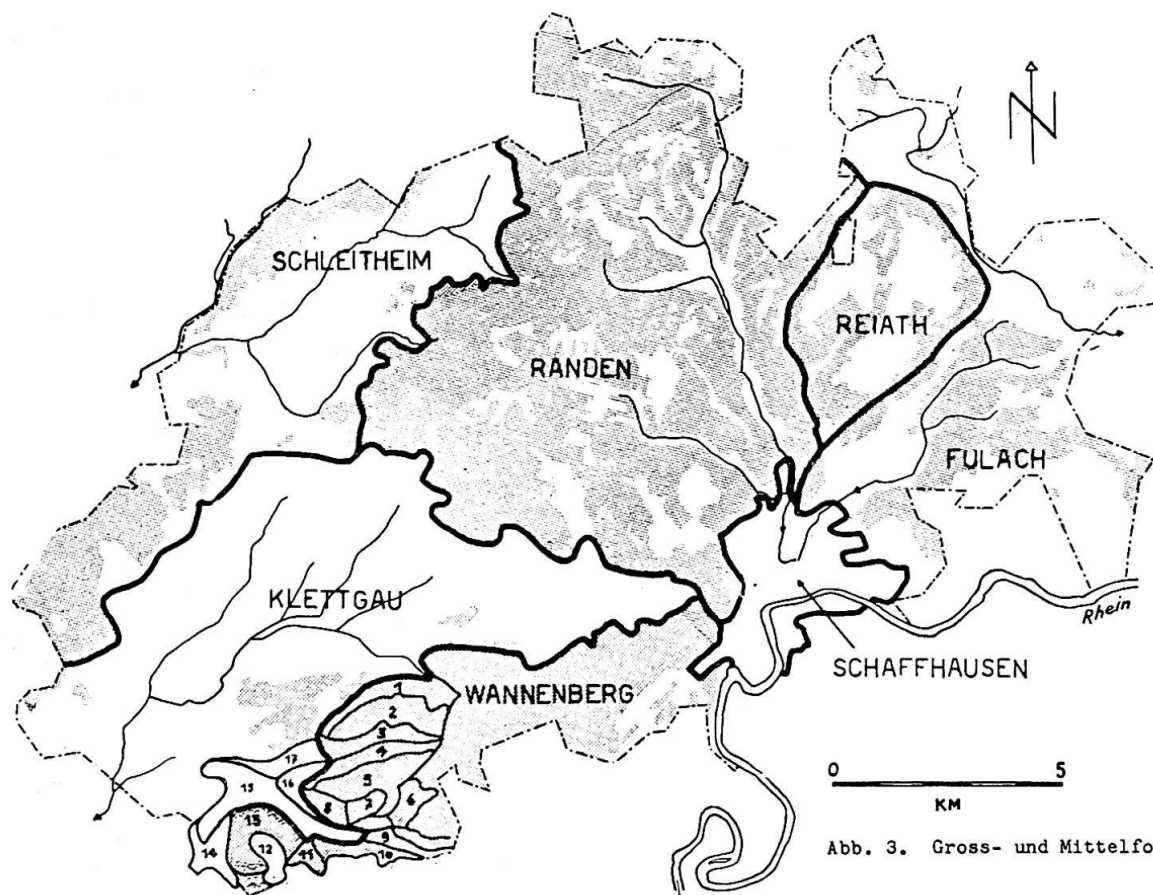 N
SCHLEITHEIM
REIATH
RANDEN
FULACH
KLETTGAU
Rhein
SCHAFFHAUSEN
WANNENBERG
1
2
3
4
5
6
7
8
9
10
11
12
13
14
15
16
17
0 5
KM
Abb. 3. Gross- und Mittelfo